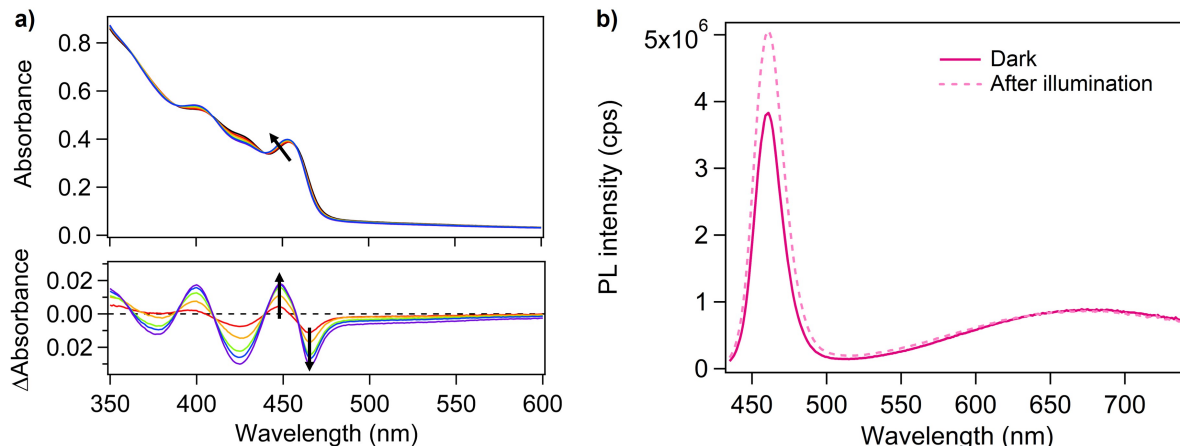 a)
Absorbance
0.8
0.6
0.4
0.2
0.0
ΔAbsorbance
0.02
0.00
0.02
350
400
450
500
550
600
Wavelength (nm)
b)
PL intensity (cps)
5x10⁶
4
3
2
1
0
Dark
After illumination
450
500
550
600
650
700
Wavelength (nm)